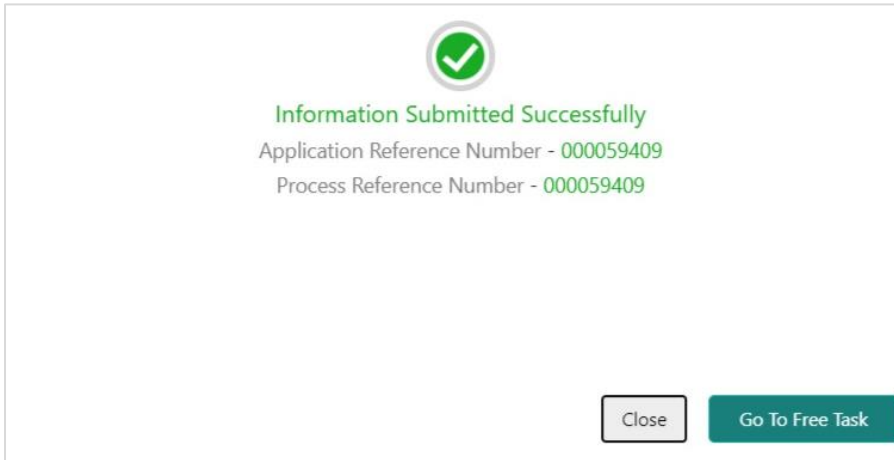 Information Submitted Successfully
Application Reference Number - 000059409
Process Reference Number - 000059409
Close
Go To Free Task